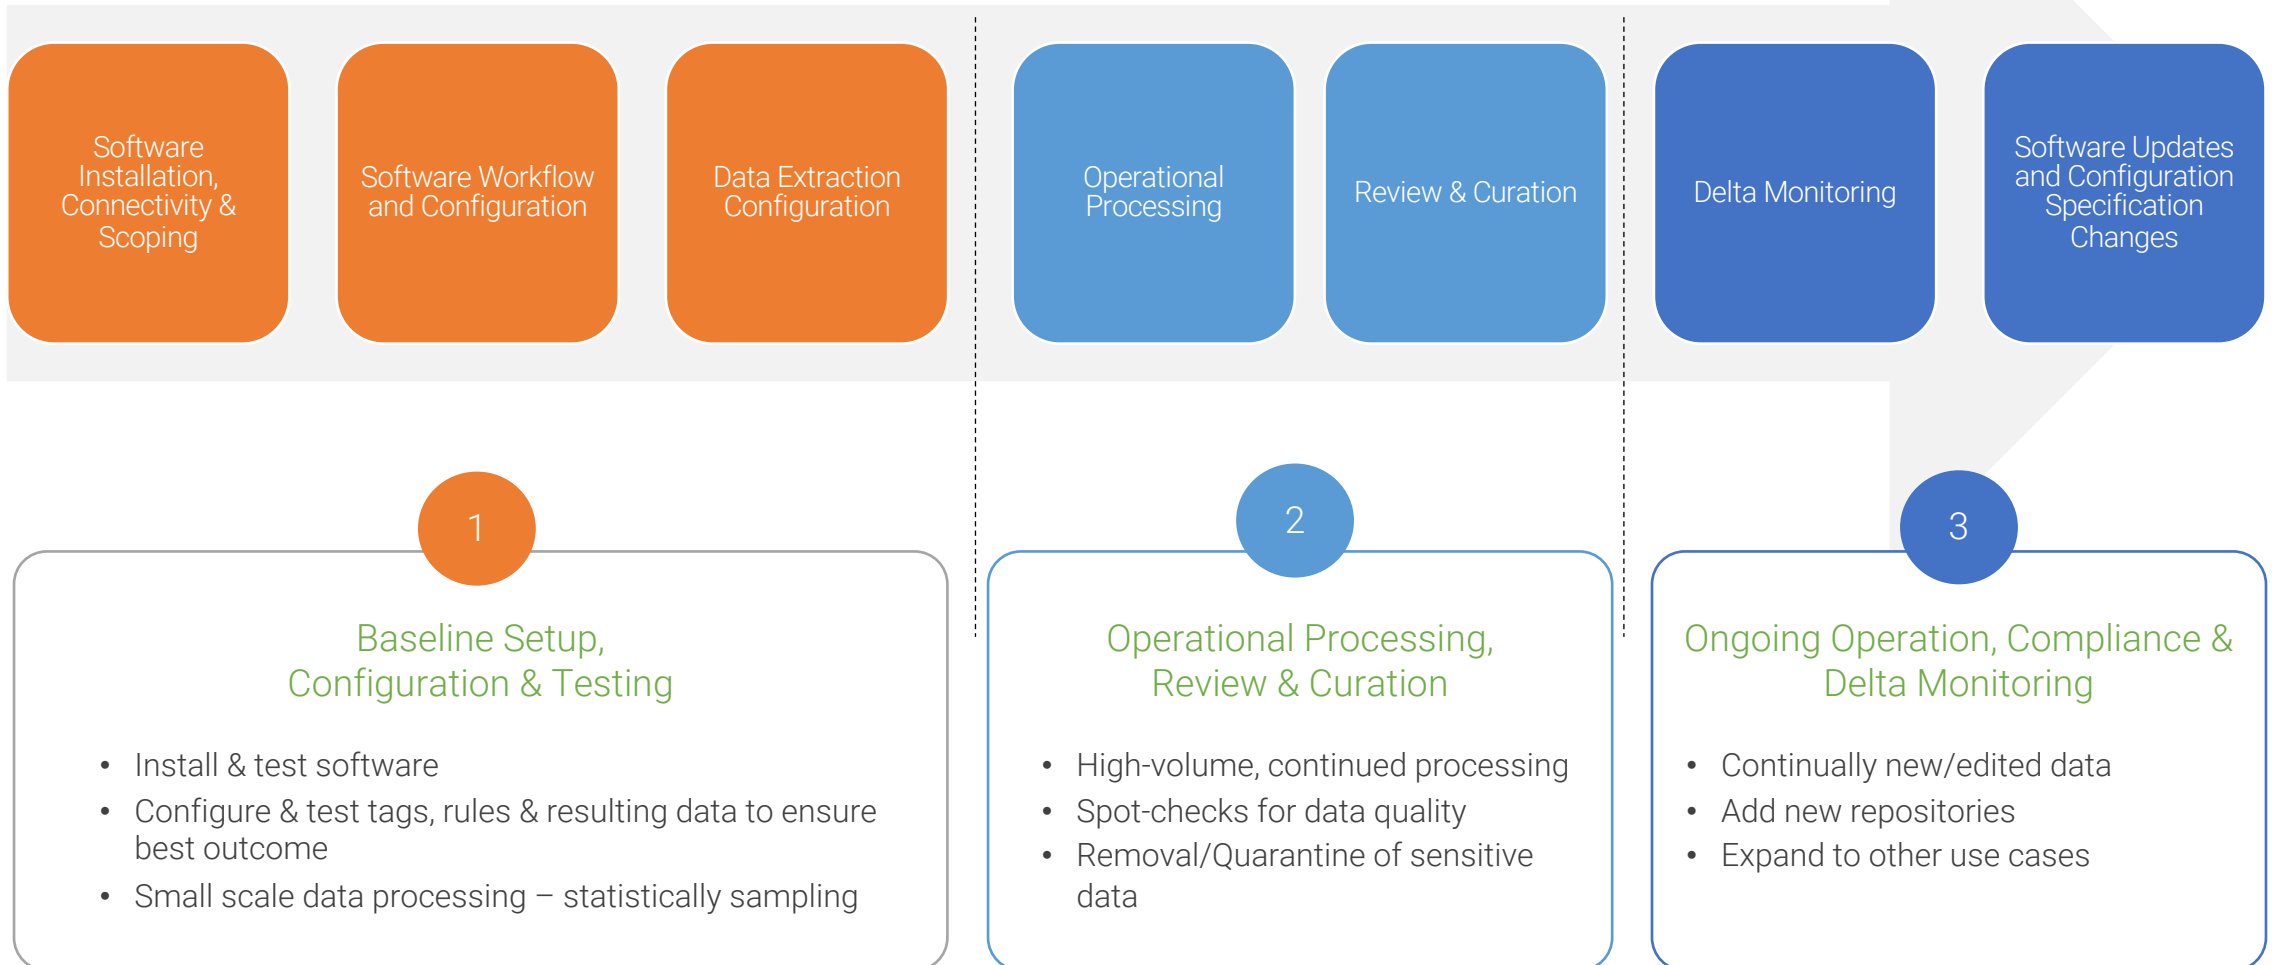 Software
Installation,
Connectivity &
Scoping
Software Workflow
and Configuration
Data Extraction
Configuration
Operational
Processing
Review & Curation
Delta Monitoring
Software Updates
and Configuration
Specification
Changes
1
Baseline Setup,
Configuration & Testing
• Install & test software
• Configure & test tags, rules & resulting data to ensure
best outcome
• Small scale data processing – statistically sampling
2
Operational Processing,
Review & Curation
• High-volume, continued processing
• Spot-checks for data quality
• Removal/Quarantine of sensitive
data
3
Ongoing Operation, Compliance &
Delta Monitoring
• Continually new/edited data
• Add new repositories
• Expand to other use cases